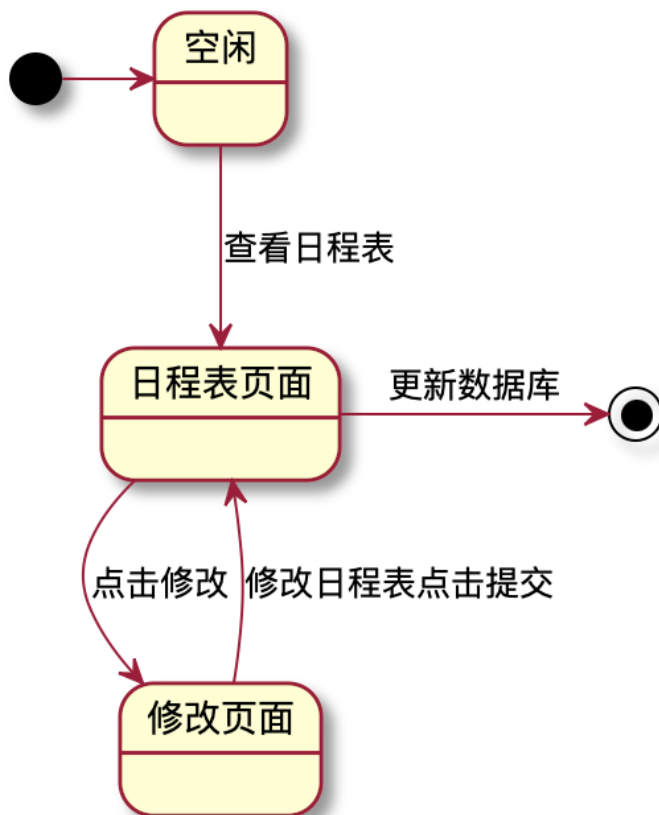 空闲
查看日程表
日程表页面
更新数据库
点击修改
修改日程表点击提交
修改页面